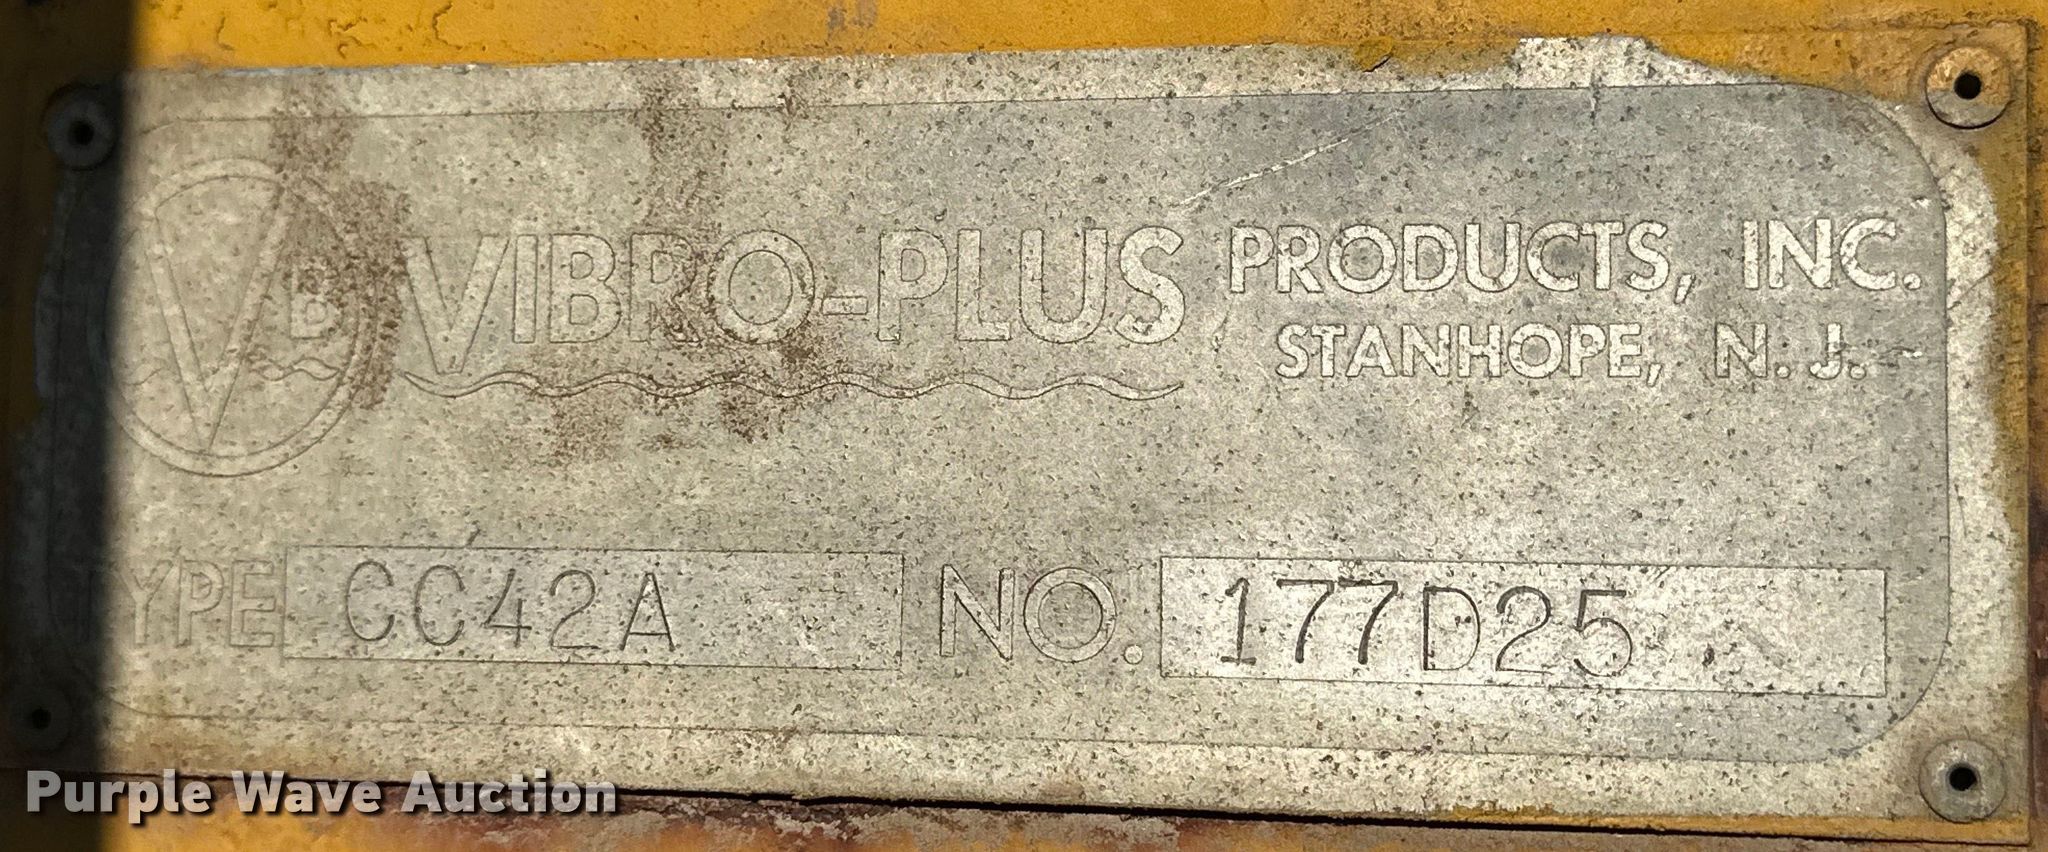 VIBRO-PLUS PRODUCTS, INC.
STANHOPE, N. J.
TYPE CC42A NO. 177D25
Purple Wave Auction